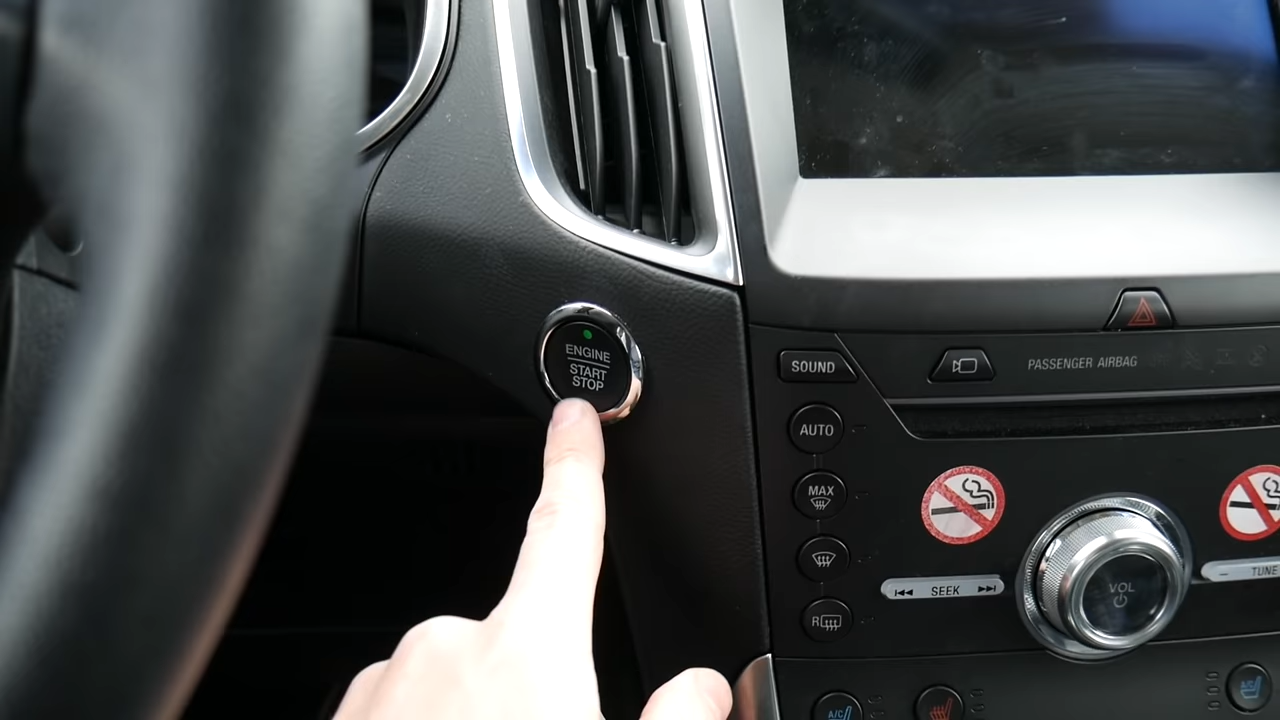 ENGINE
START
STOP
SOUND
PASSENGER AIRBAG
AUTO
MAX
R
SEEK
VOL
TUNE
A/C
A/C